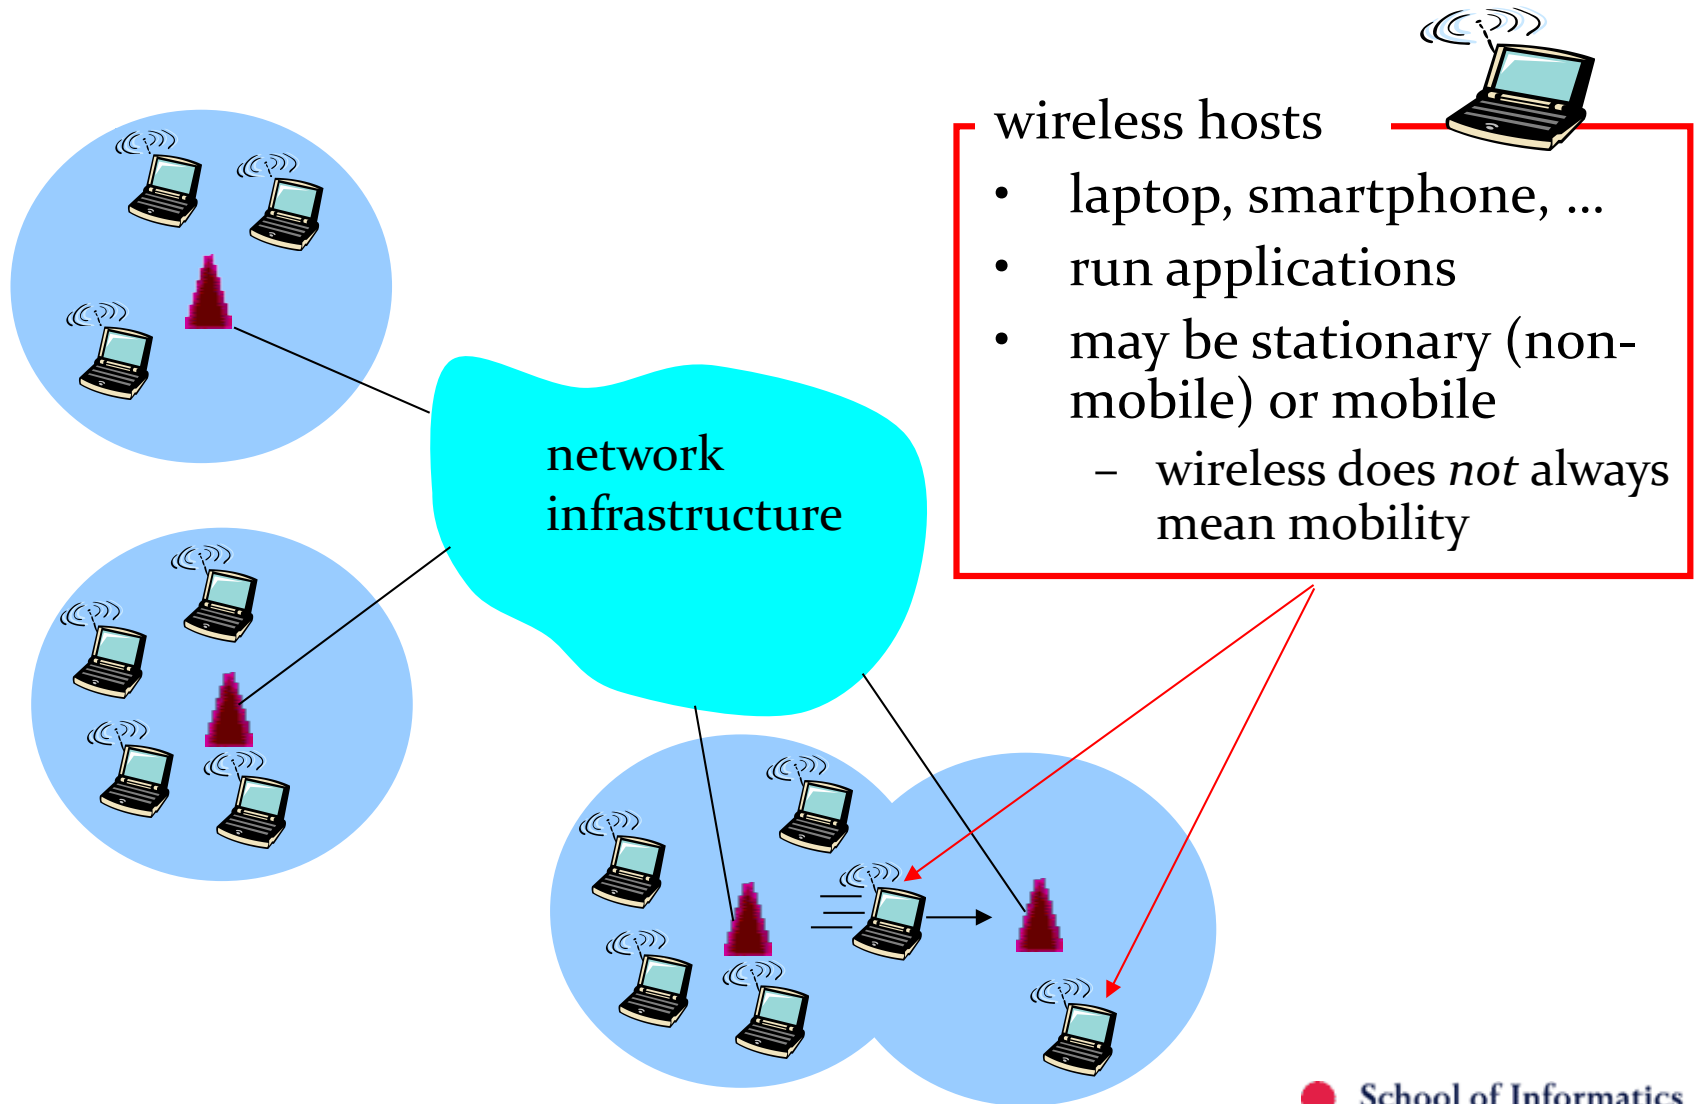 wireless hosts
• laptop, smartphone, ...
• run applications
• may be stationary (non-
mobile) or mobile
– wireless does not always
mean mobility
network
infrastructure
School of Informatics